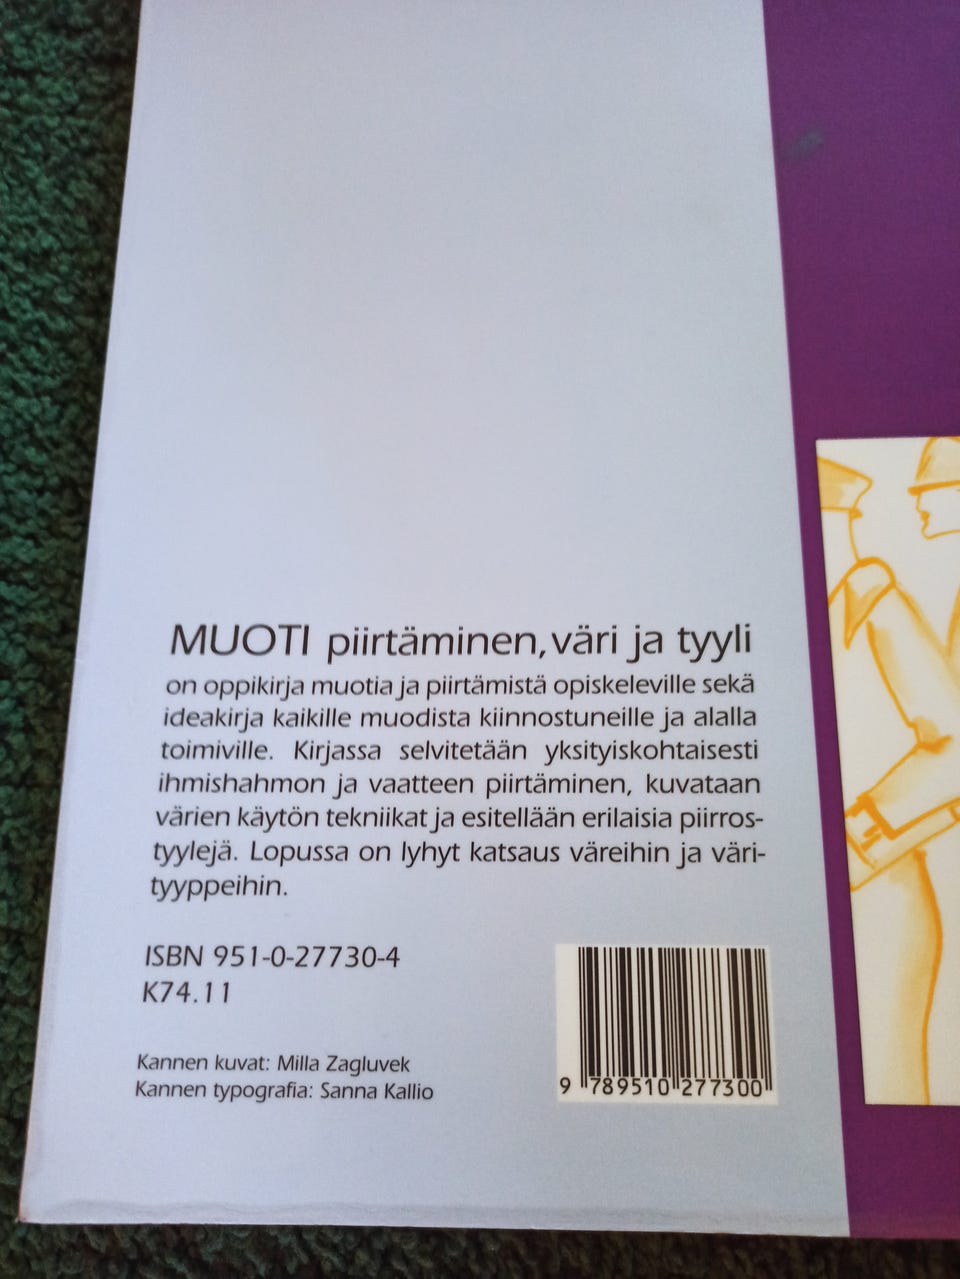 MUOTI piirtäminen, väri ja tyyli
on oppikirja muotia ja piirtämistä opiskeleville sekä
ideakirja kaikille muodista kiinnostuneille ja alalla
toimiville. Kirjassa selvitetään yksityiskohtaisesti
ihmishahmon ja vaatteen piirtäminen, kuvataan
värien käytön tekniikat ja esitellään erilaisia piirros-
tyylejä. Lopussa on lyhyt katsaus väreihin ja väri-
tyyppeihin.
ISBN 951-0-27730-4
K74.11
Kannen kuvat: Milla Zagluvek
Kannen typografia: Sanna Kallio
9 789510 277300